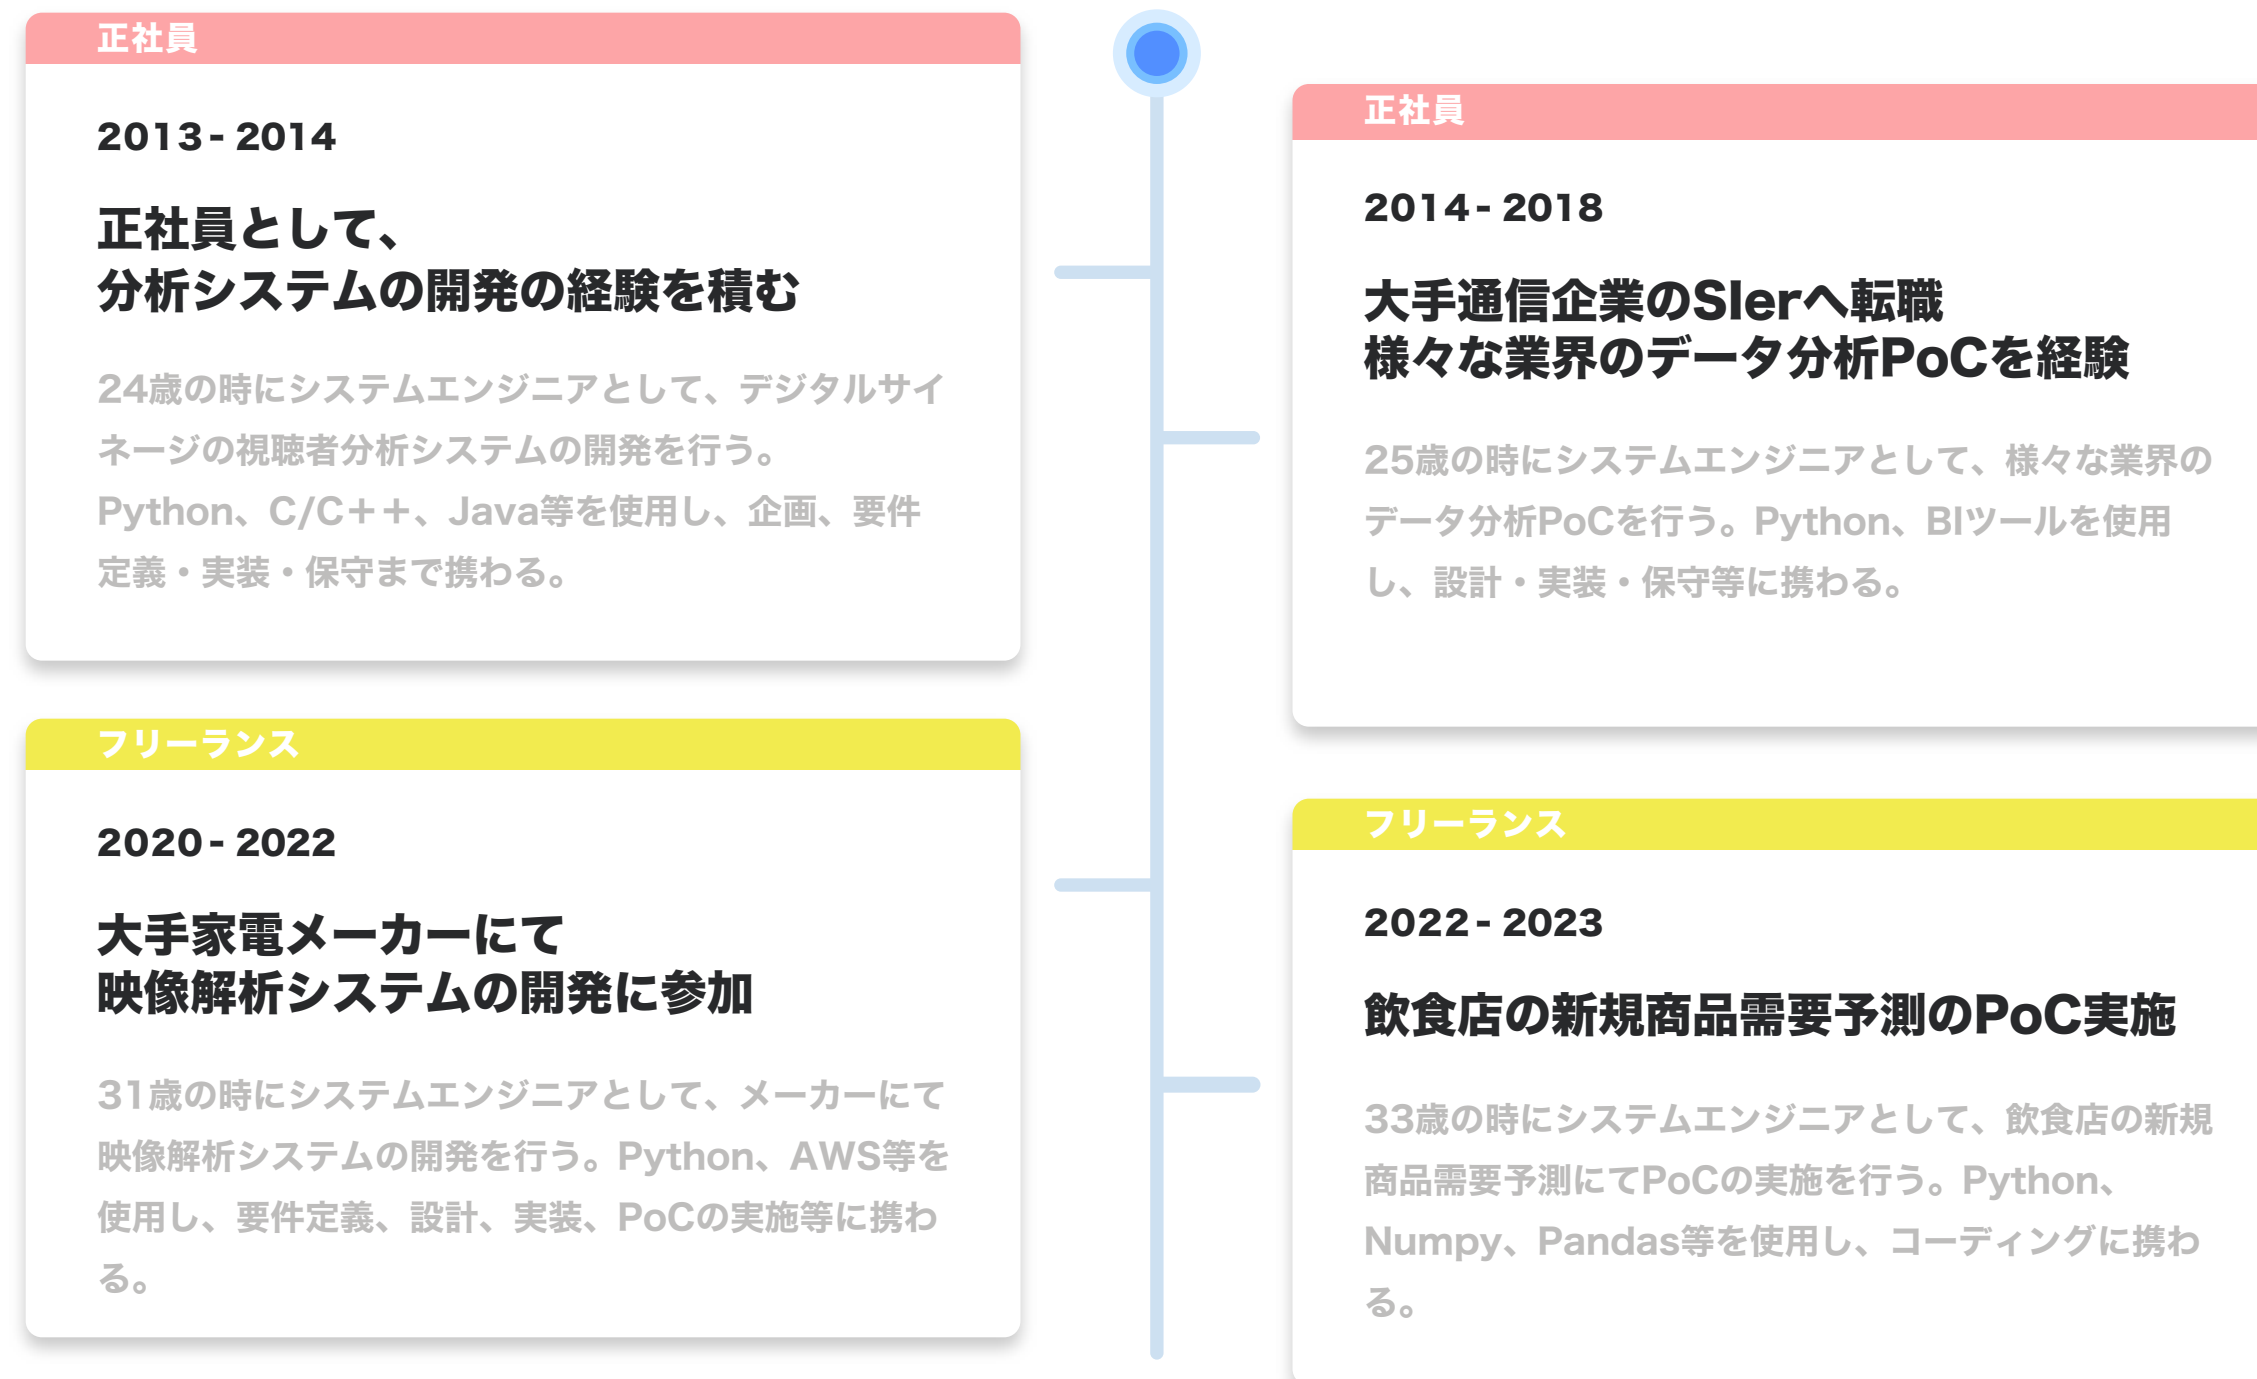 正社員
2013 - 2014
正社員として、
分析システムの開発の経験を積む
24歳の時にシステムエンジニアとして、デジタルサイ
ネージの視聴者分析システムの開発を行う。
Python、C/C＋＋、Java等を使用し、企画、要件
定義・実装・保守まで携わる。
正社員
2014 - 2018
大手通信企業のSIerへ転職
様々な業界のデータ分析PoCを経験
25歳の時にシステムエンジニアとして、様々な業界の
データ分析PoCを行う。Python、BIツールを使用
し、設計・実装・保守等に携わる。
フリーランス
2020 - 2022
大手家電メーカーにて
映像解析システムの開発に参加
31歳の時にシステムエンジニアとして、メーカーにて
映像解析システムの開発を行う。Python、AWS等を
使用し、要件定義、設計、実装、PoCの実施等に携わ
る。
フリーランス
2022 - 2023
飲食店の新規商品需要予測のPoC実施
33歳の時にシステムエンジニアとして、飲食店の新規
商品需要予測にてPoCの実施を行う。Python、
Numpy、Pandas等を使用し、コーディングに携わ
る。